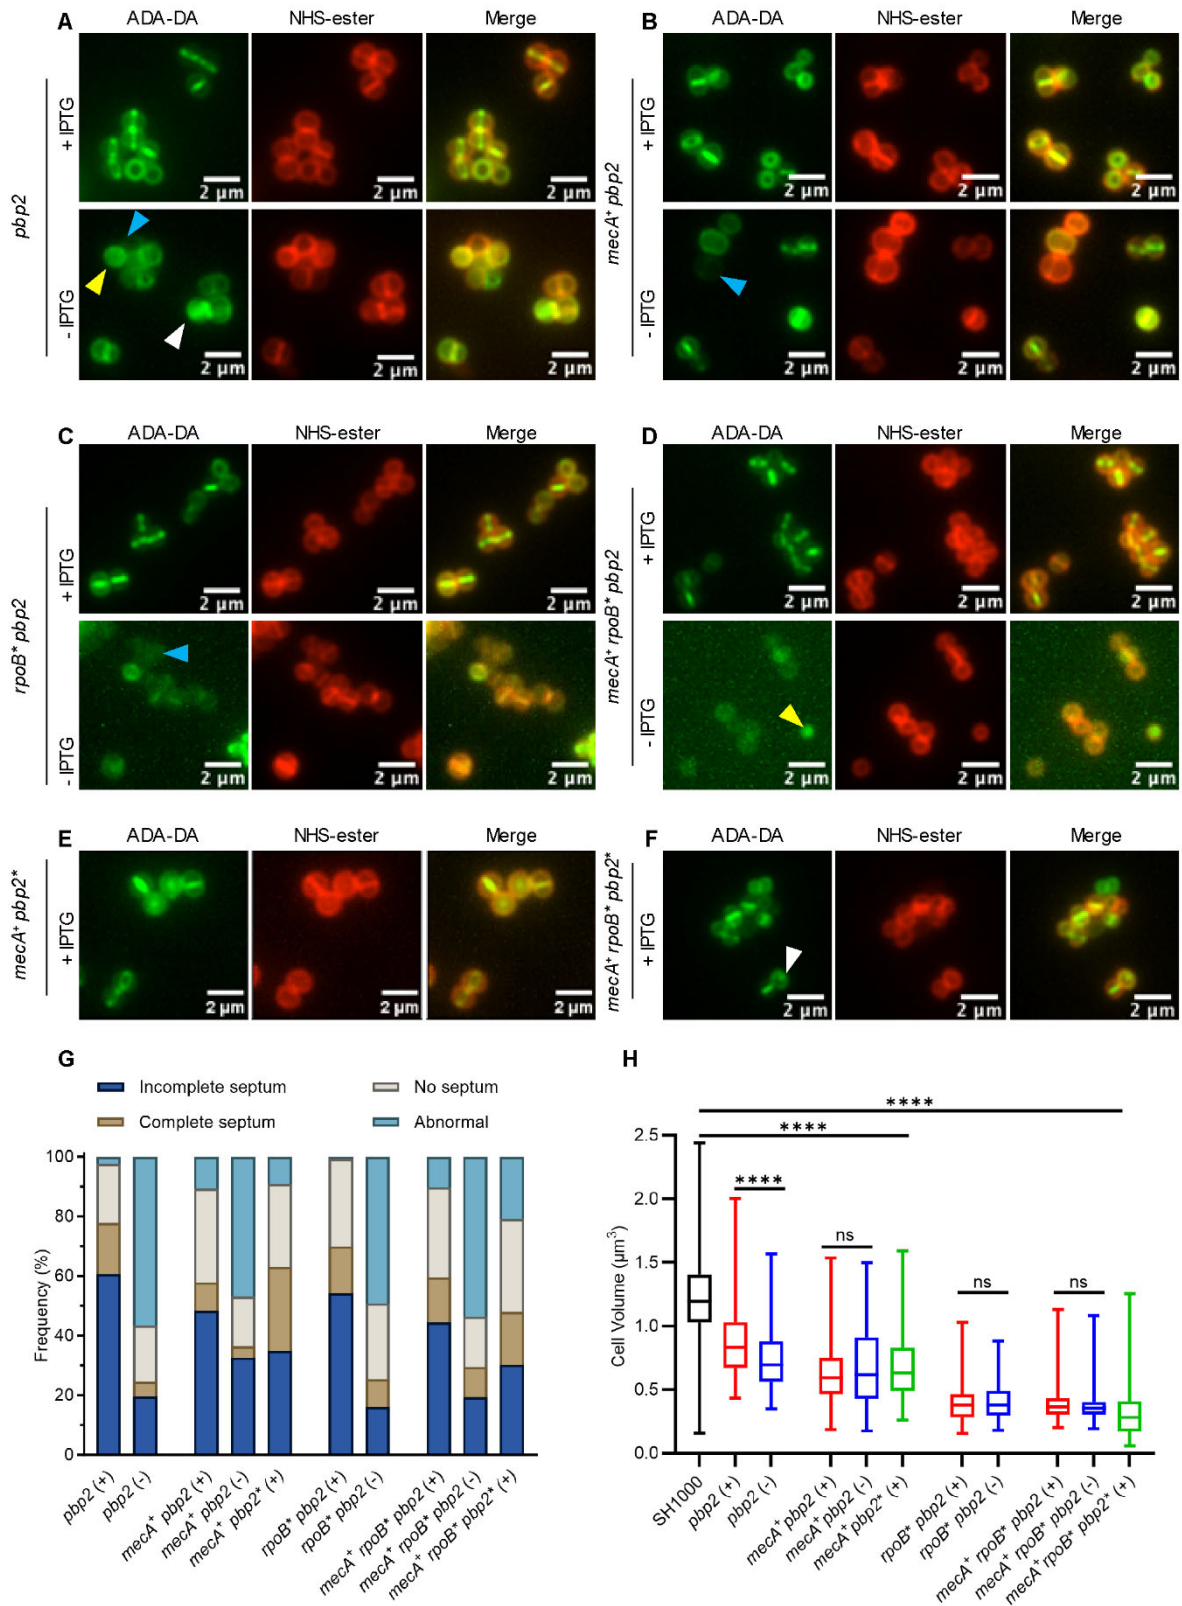 A ADA-DA NHS-ester Merge
pbp2
+ IPTG
2 µm 2 µm 2 µm
- IPTG
2 µm 2 µm 2 µm
B ADA-DA NHS-ester Merge
mecA+ pbp2
+ IPTG
2 µm 2 µm 2 µm
- IPTG
2 µm 2 µm 2 µm
C ADA-DA NHS-ester Merge
rpoB* pbp2
+ IPTG
2 µm 2 µm 2 µm
- IPTG
2 µm 2 µm 2 µm
D ADA-DA NHS-ester Merge
mecA+ rpoB* pbp2
+ IPTG
2 µm 2 µm 2 µm
- IPTG
2 µm 2 µm 2 µm
E ADA-DA NHS-ester Merge
mecA+ pbp2*
+ IPTG
2 µm 2 µm 2 µm
F ADA-DA NHS-ester Merge
mecA+ rpoB* pbp2*
+ IPTG
2 µm 2 µm 2 µm
G
Incomplete septum No septum
Complete septum Abnormal
Frequency (%)
100
80
60
40
20
0
pbp2 (+)
pbp2 (-)
mecA+ pbp2 (+)
mecA+ pbp2 (-)
mecA+ pbp2* (+)
rpoB* pbp2 (+)
rpoB* pbp2 (-)
mecA+ rpoB* pbp2 (+)
mecA+ rpoB* pbp2 (-)
mecA+ rpoB* pbp2* (+)
H
****
****
****
ns
ns ns
Cell Volume (µm³)
2.5
2.0
1.5
1.0
0.5
0.0
SH1000
pbp2 (+)
pbp2 (-)
mecA+ pbp2 (+)
mecA+ pbp2 (-)
mecA+ pbp2* (+)
rpoB* pbp2 (+)
rpoB* pbp2 (-)
mecA+ rpoB* pbp2 (+)
mecA+ rpoB* pbp2 (-)
mecA+ rpoB* pbp2* (+)